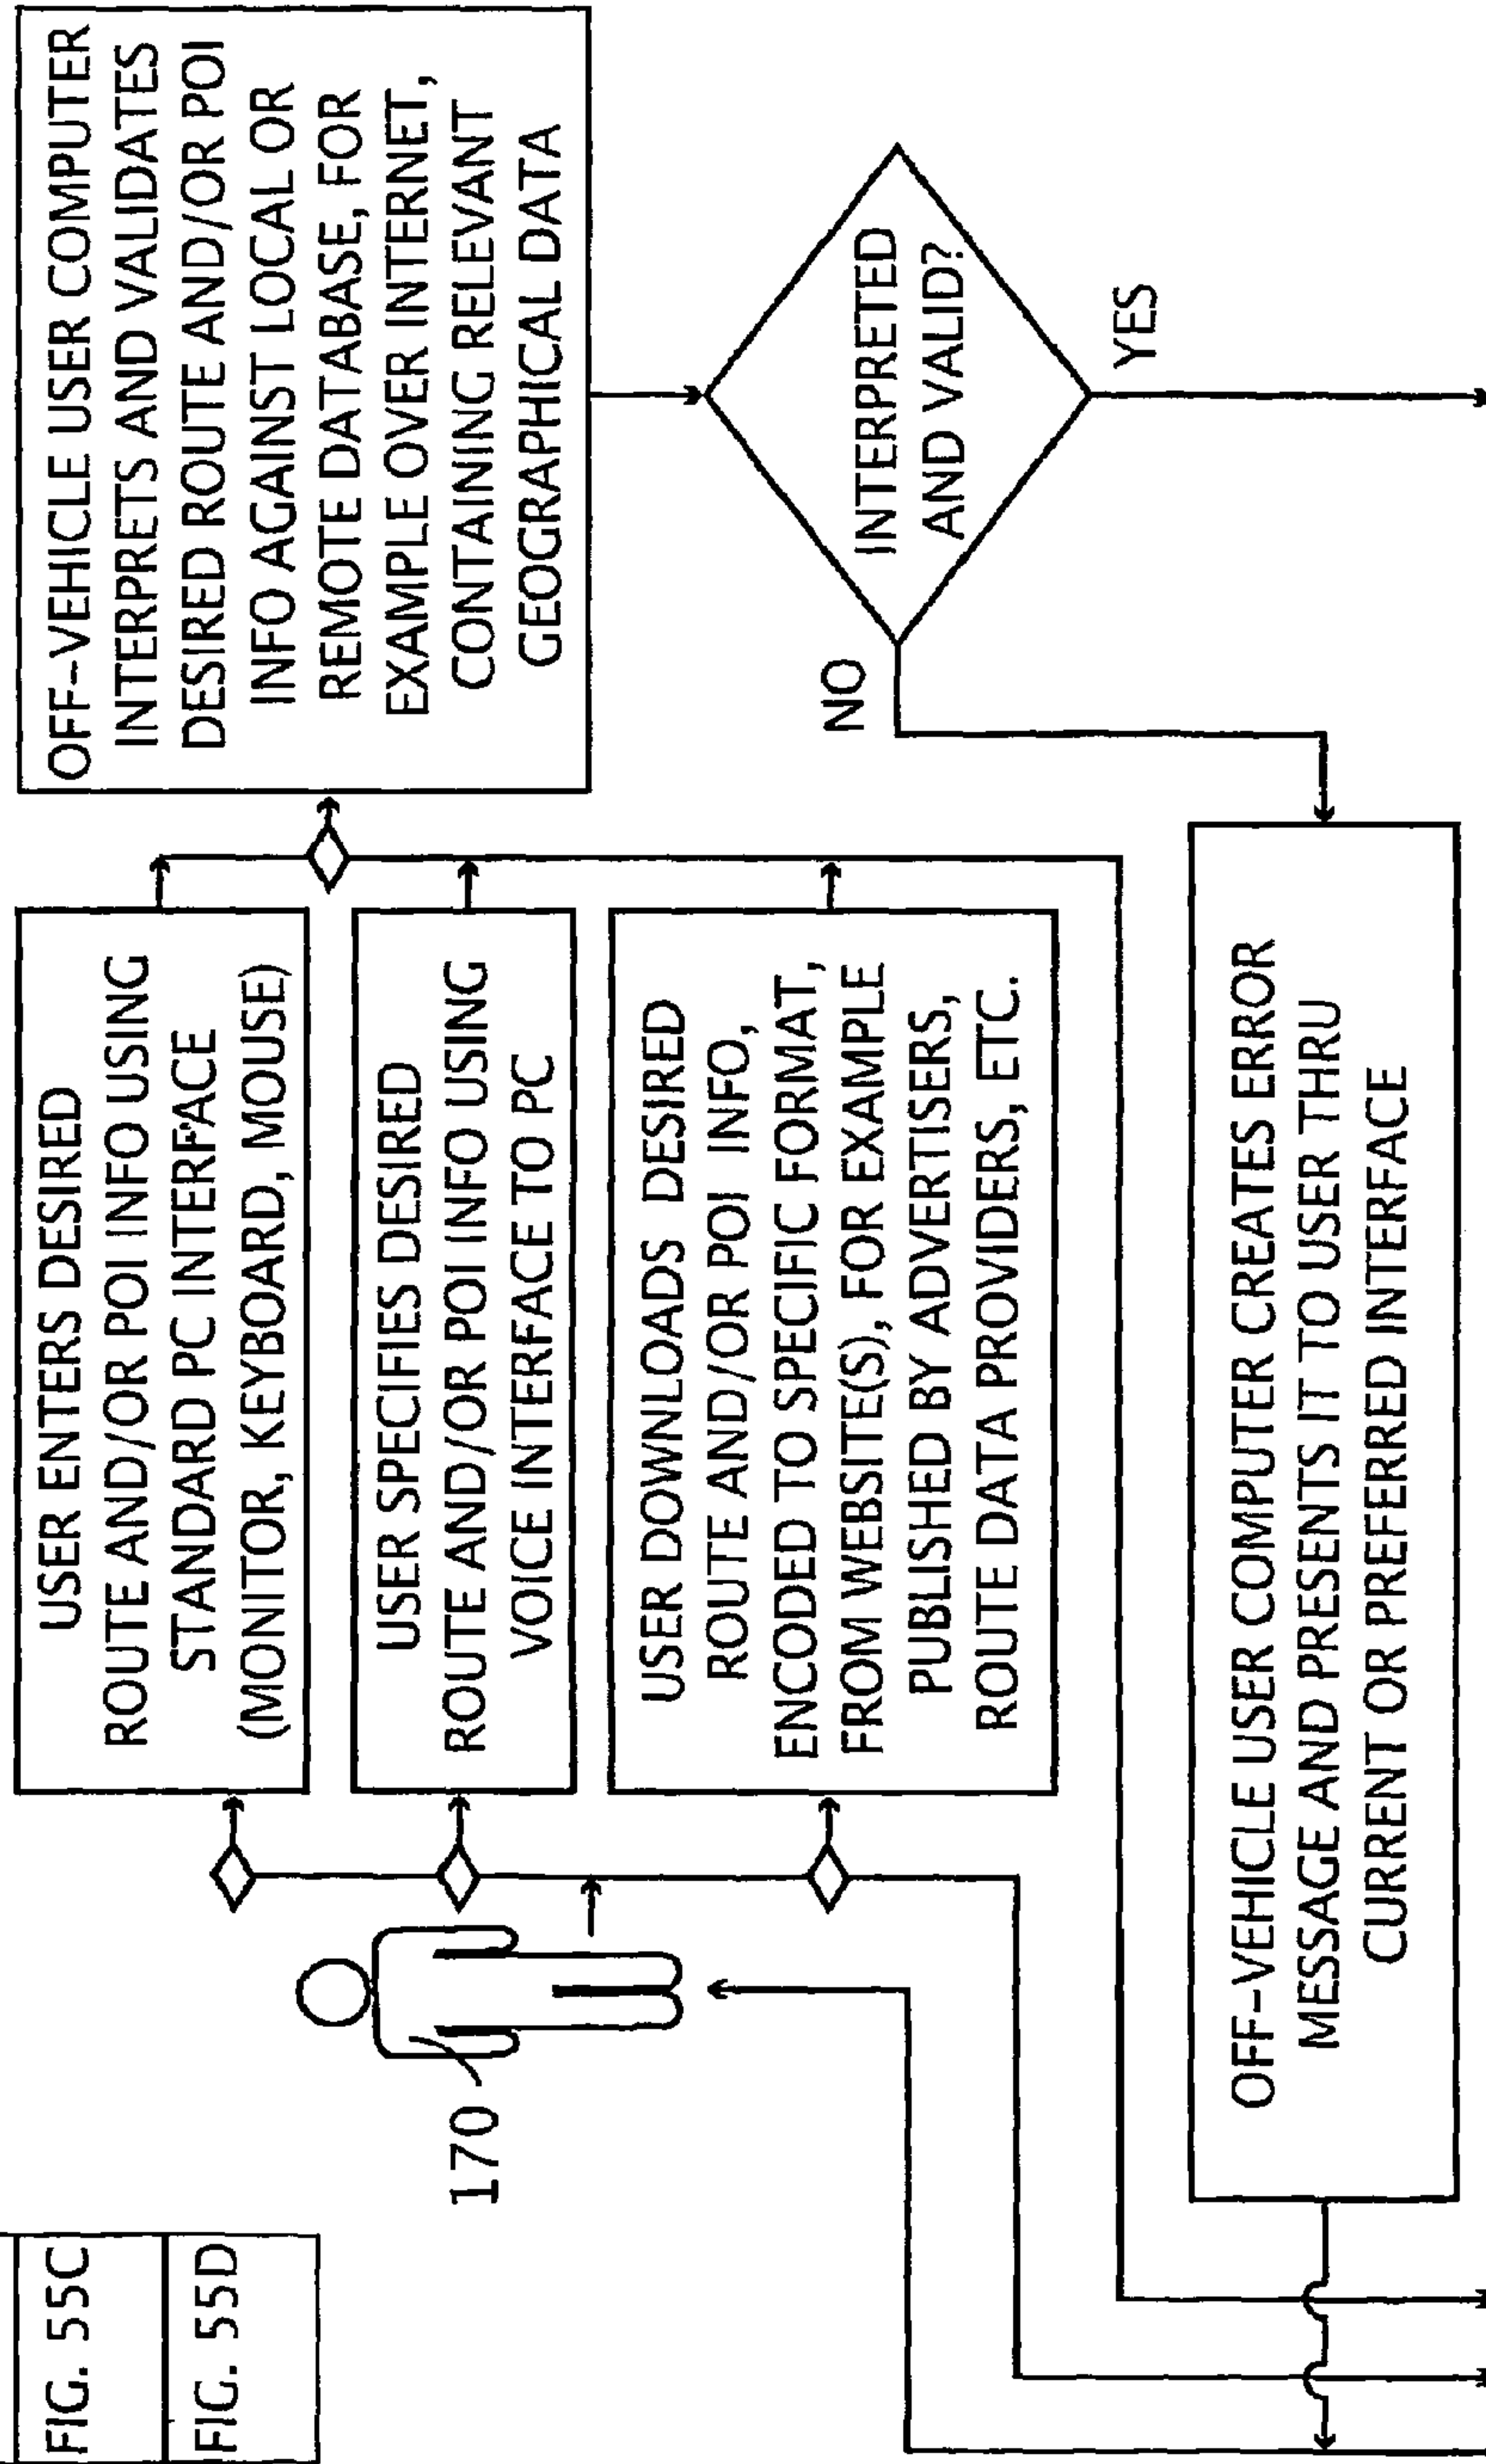 FIG. 55C
FIG. 55D
170
USER ENTERS DESIRED
ROUTE AND/OR POI INFO USING
STANDARD PC INTERFACE
(MONITOR, KEYBOARD, MOUSE)
USER SPECIFIES DESIRED
ROUTE AND/OR POI INFO USING
VOICE INTERFACE TO PC
USER DOWNLOADS DESIRED
ROUTE AND/OR POI INFO,
ENCODED TO SPECIFIC FORMAT,
FROM WEBSITE(S), FOR EXAMPLE
PUBLISHED BY ADVERTISERS,
ROUTE DATA PROVIDERS, ETC.
OFF-VEHICLE USER COMPUTER
INTERPRETS AND VALIDATES
DESIRED ROUTE AND/OR POI
INFO AGAINST LOCAL OR
REMOTE DATABASE, FOR
EXAMPLE OVER INTERNET,
CONTAINING RELEVANT
GEOGRAPHICAL DATA
INTERPRETED
AND VALID?
NO
YES
OFF-VEHICLE USER COMPUTER CREATES ERROR
MESSAGE AND PRESENTS IT TO USER THRU
CURRENT OR PREFERRED INTERFACE